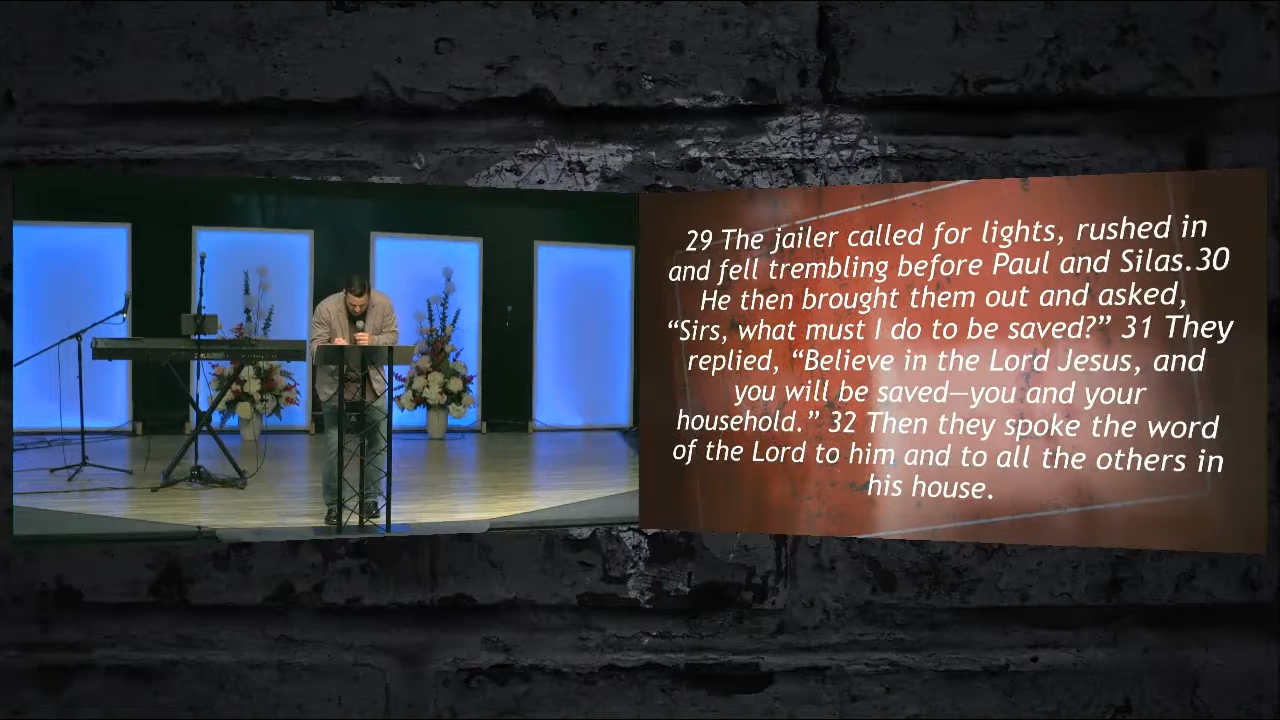 29 The jailer called for lights, rushed in
and fell trembling before Paul and Silas.30
He then brought them out and asked,
“Sirs, what must I do to be saved?” 31 They
replied, “Believe in the Lord Jesus, and
you will be saved—you and your
household.” 32 Then they spoke the word
of the Lord to him and to all the others in
his house.